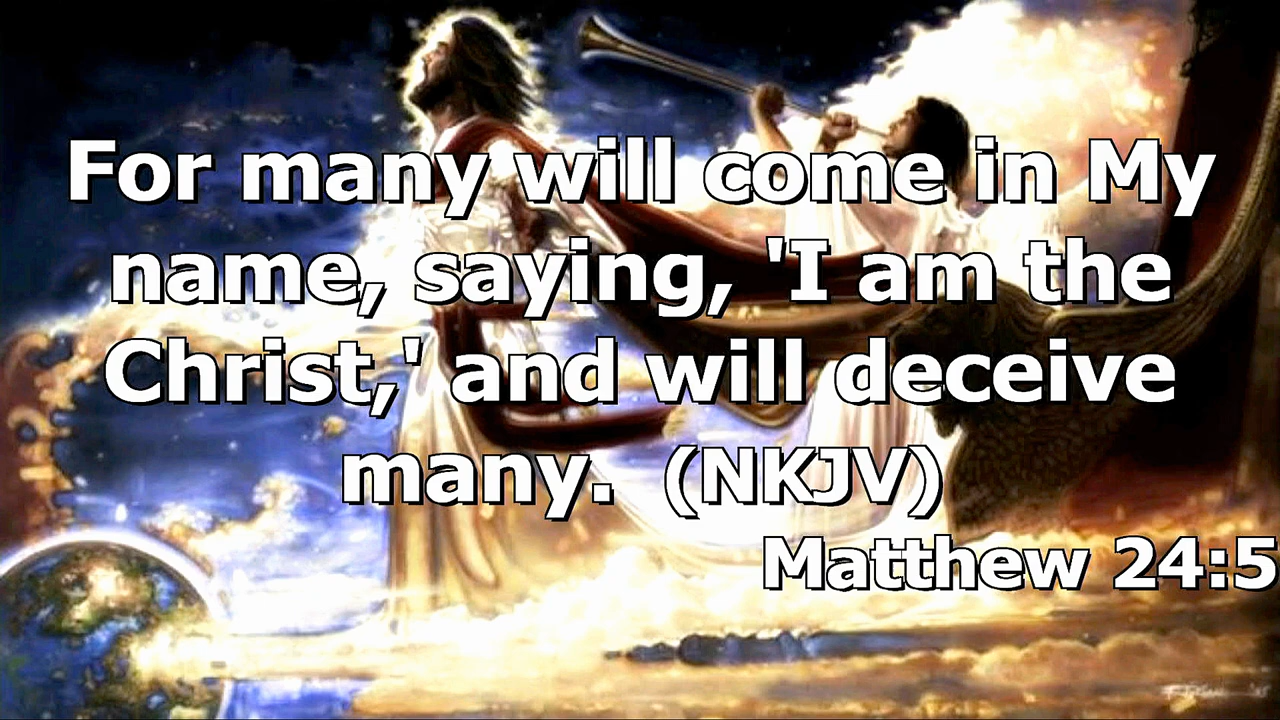 For many will come in My
name, saying, 'I am the
Christ,' and will deceive
many.  (NKJV)
Matthew 24:5